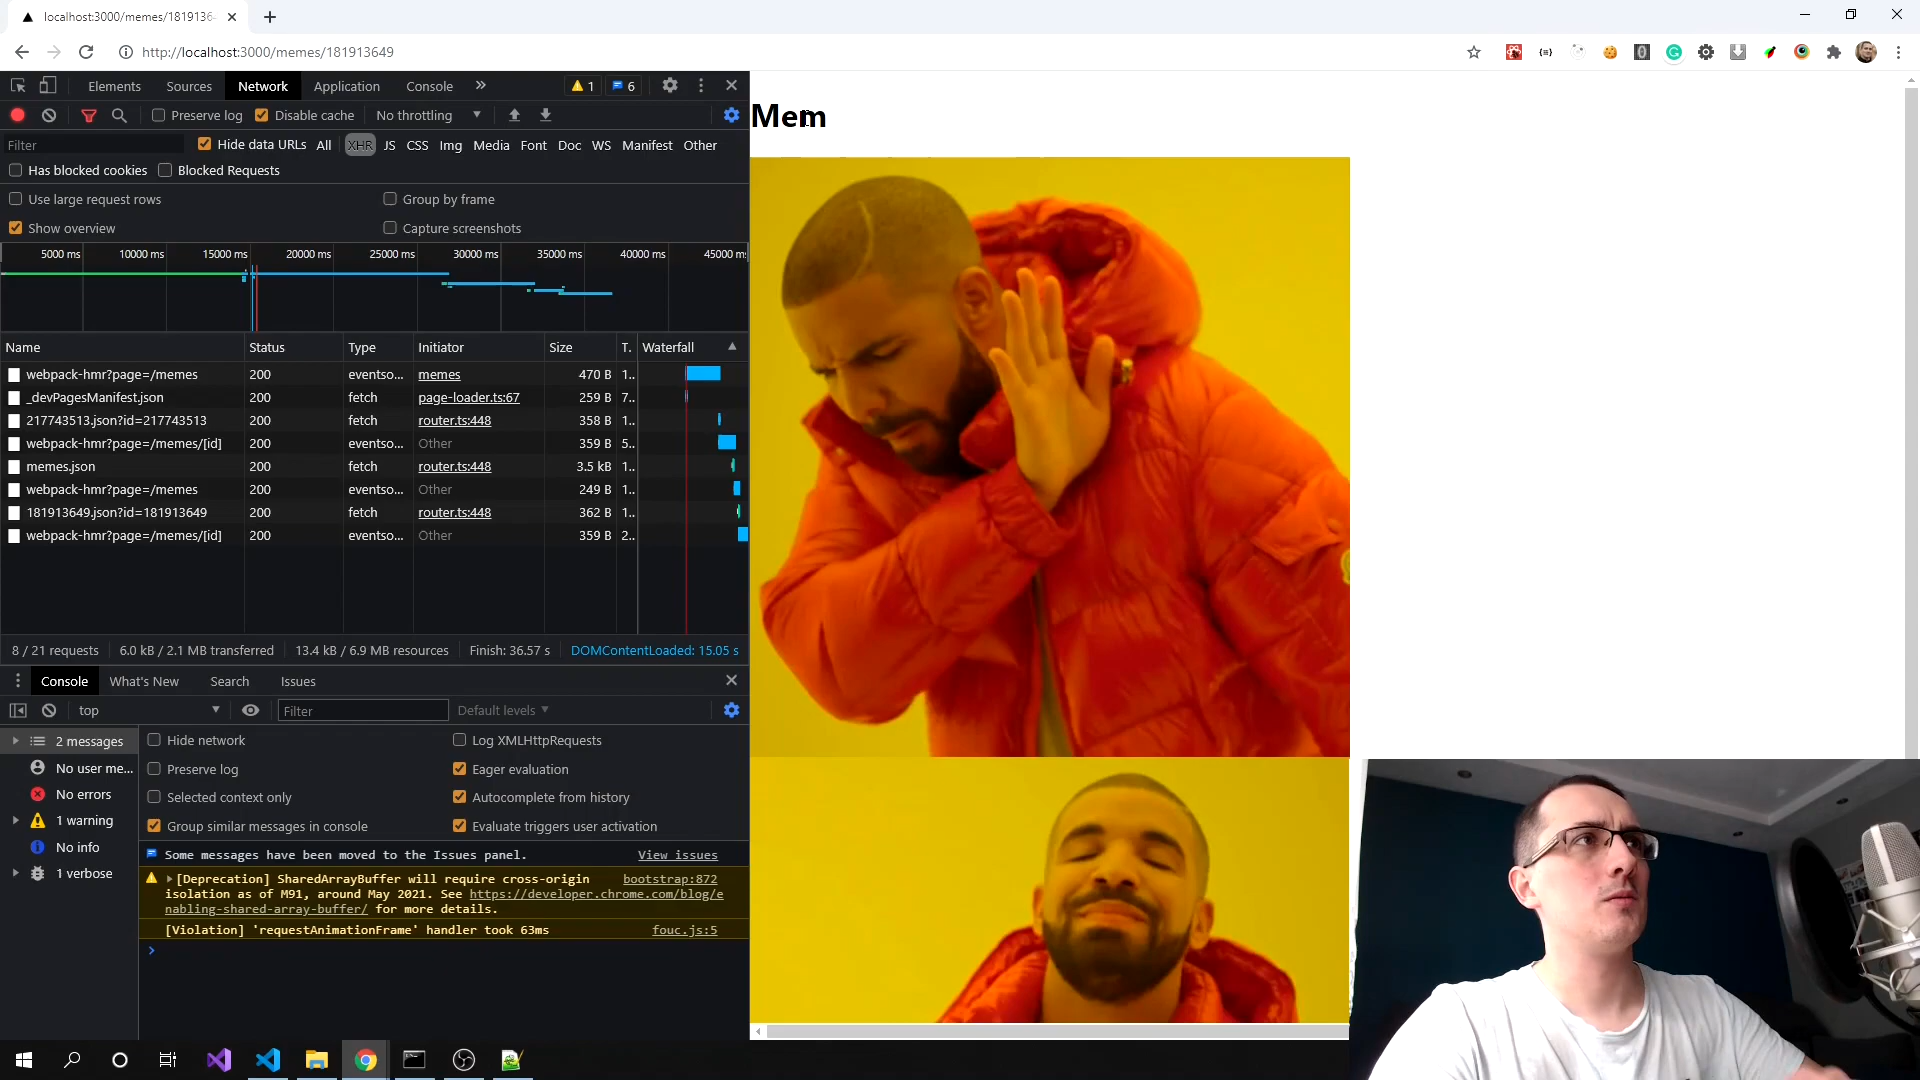 localhost:3000/memes/1819136
http://localhost:3000/memes/181913649
Elements Sources Network Application Console 1 6
Preserve log Disable cache No throttling
Filter Hide data URLs All XHR JS CSS Img Media Font Doc WS Manifest Other
Has blocked cookies Blocked Requests
Use large request rows Group by frame
Show overview Capture screenshots
5000 ms 10000 ms 15000 ms 20000 ms 25000 ms 30000 ms 35000 ms 40000 ms 45000 ms
Name Status Type Initiator Size T. Waterfall
webpack-hmr?page=/memes 200 eventso... memes 470 B 1..
_devPagesManifest.json 200 fetch page-loader.ts:67 259 B 7..
217743513.json?id=217743513 200 fetch router.ts:448 358 B 1..
webpack-hmr?page=/memes/[id] 200 eventso... Other 359 B 5..
memes.json 200 fetch router.ts:448 3.5 kB 1..
webpack-hmr?page=/memes 200 eventso... Other 249 B 1..
181913649.json?id=181913649 200 fetch router.ts:448 362 B 1..
webpack-hmr?page=/memes/[id] 200 eventso... Other 359 B 2..
8 / 21 requests 6.0 kB / 2.1 MB transferred 13.4 kB / 6.9 MB resources Finish: 36.57 s DOMContentLoaded: 15.05 s
Console What's New Search Issues
top Filter Default levels
2 messages
No user me...
No errors
1 warning
No info
1 verbose
Hide network Log XMLHttpRequests
Preserve log Eager evaluation
Selected context only Autocomplete from history
Group similar messages in console Evaluate triggers user activation
Some messages have been moved to the Issues panel. View issues
[Deprecation] SharedArrayBuffer will require cross-origin bootstrap:872
isolation as of M91, around May 2021. See https://developer.chrome.com/blog/e
nabling-shared-array-buffer/ for more details.
[Violation] 'requestAnimationFrame' handler took 63ms fouc.js:5
Mem